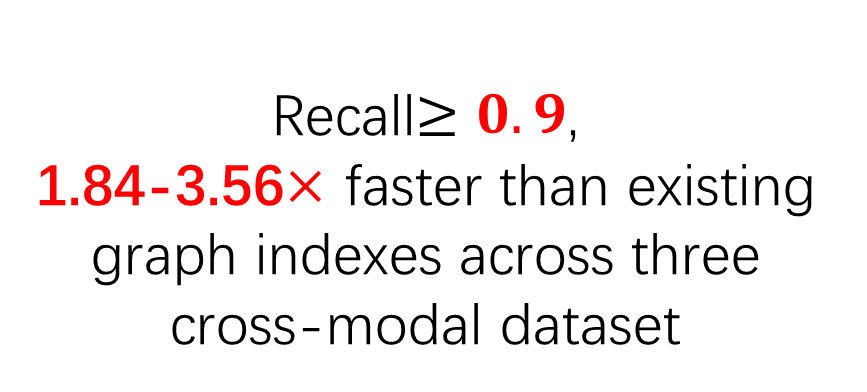 Recall≥ 0.9,
1.84-3.56× faster than existing
graph indexes across three
cross-modal dataset